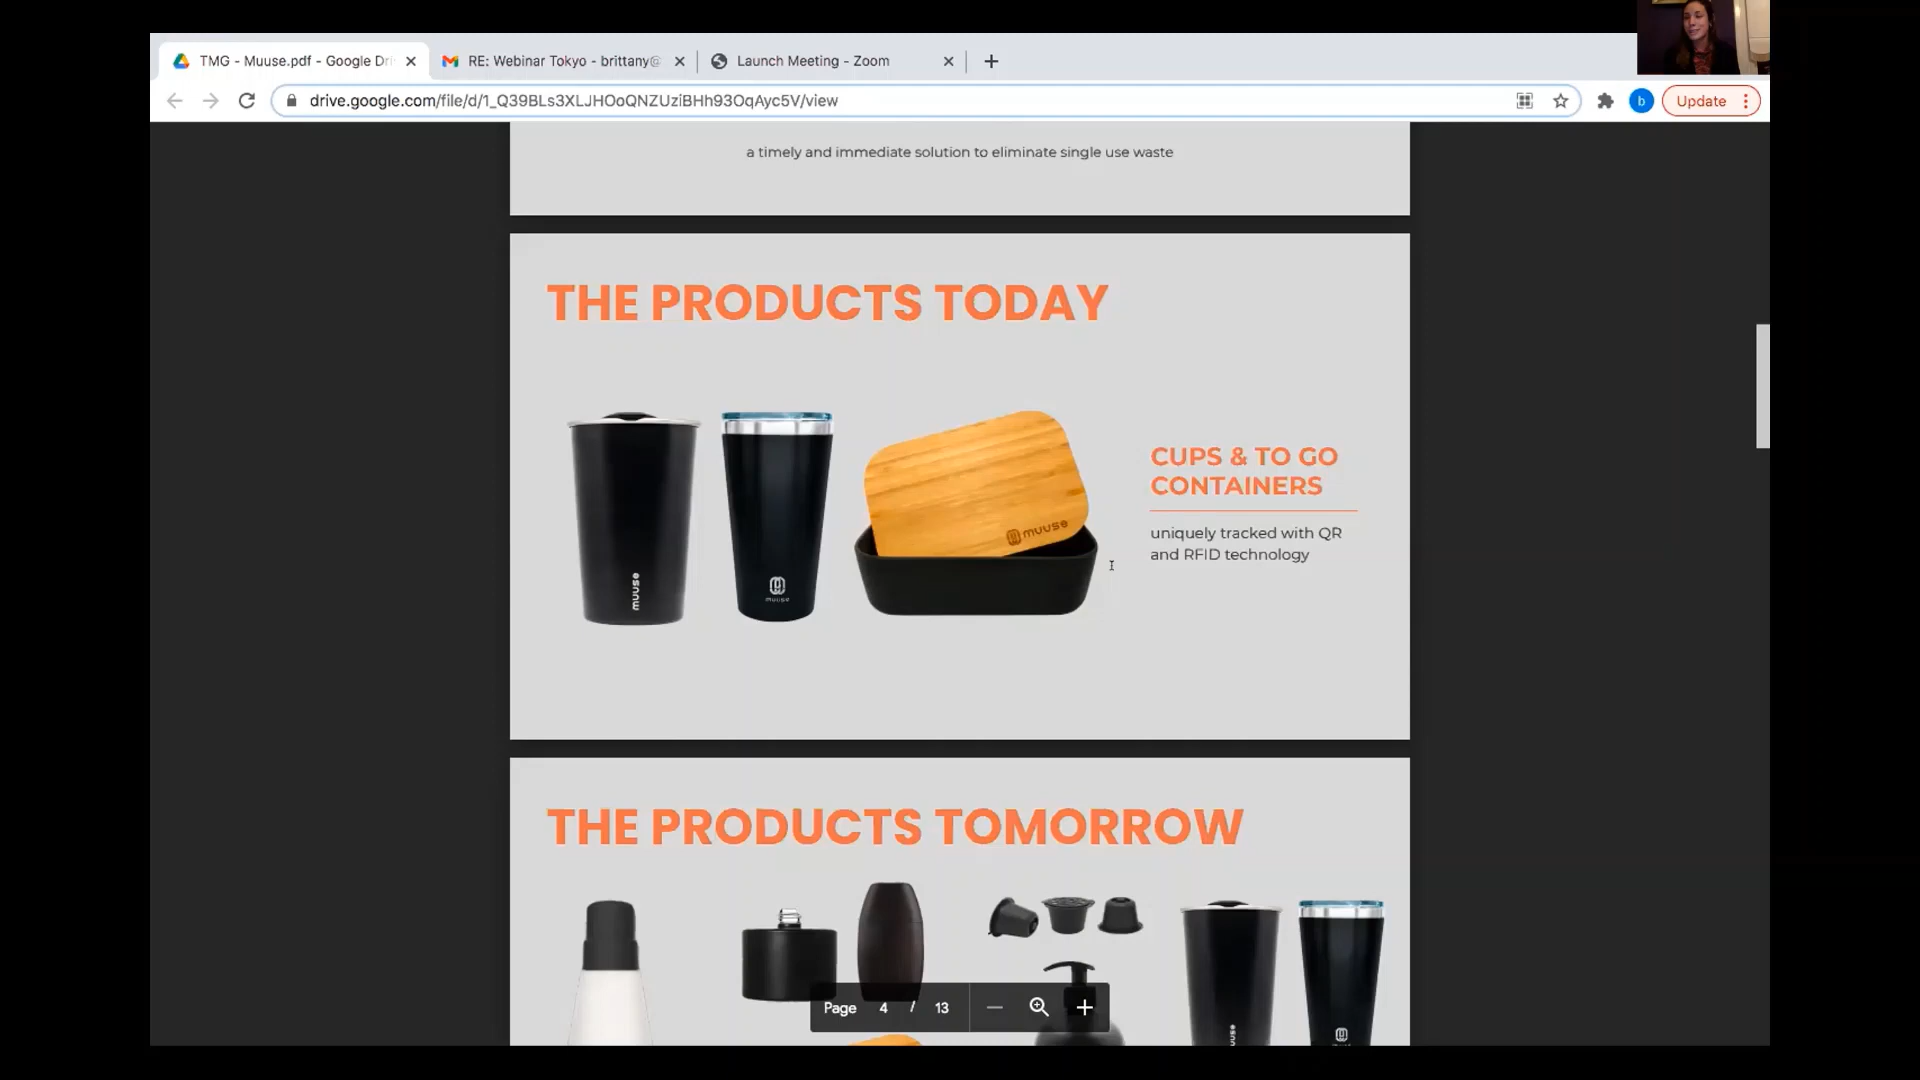 TMG - Muuse.pdf - Google Dri
RE: Webinar Tokyo - brittany@
Launch Meeting - Zoom
drive.google.com/file/d/1_Q39BLs3XLJHOoQNZUziBHh93OqAyc5V/view
b
Update
a timely and immediate solution to eliminate single use waste
THE PRODUCTS TODAY
CUPS & TO GO
CONTAINERS
uniquely tracked with QR
and RFID technology
muuse
muuse
muuse
THE PRODUCTS TOMORROW
muuse
Page 4 / 13